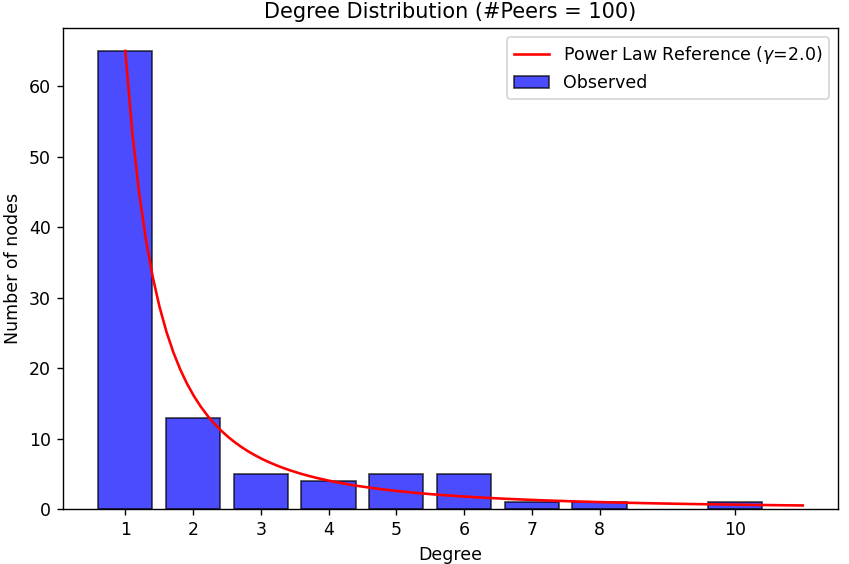 Degree Distribution (#Peers = 100)
Power Law Reference (γ=2.0)
Observed
Number of nodes
60
50
40
30
20
10
0
1 2 3 4 5 6 7 8 10
Degree